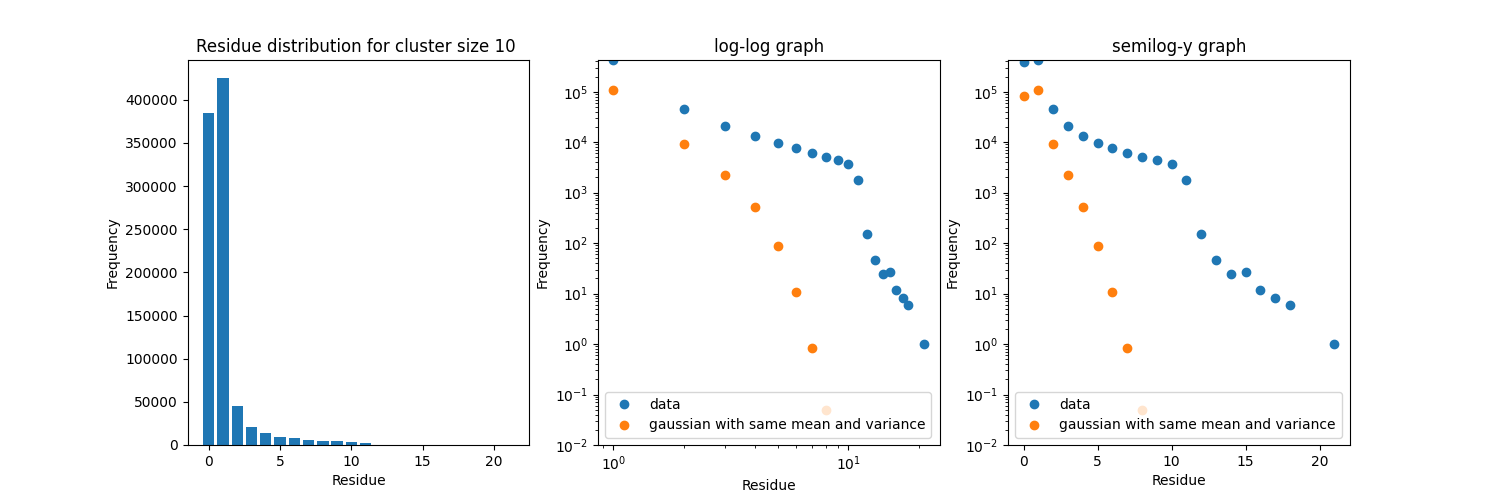 Residue distribution for cluster size 10
Frequency
400000
350000
300000
250000
200000
150000
100000
50000
0
0 5 10 15 20
Residue
log-log graph
Frequency
10^5
10^4
10^3
10^2
10^1
10^0
10^-1
10^-2
data
gaussian with same mean and variance
10^0 10^1
Residue
semilog-y graph
Frequency
10^5
10^4
10^3
10^2
10^1
10^0
10^-1
10^-2
data
gaussian with same mean and variance
0 5 10 15 20
Residue